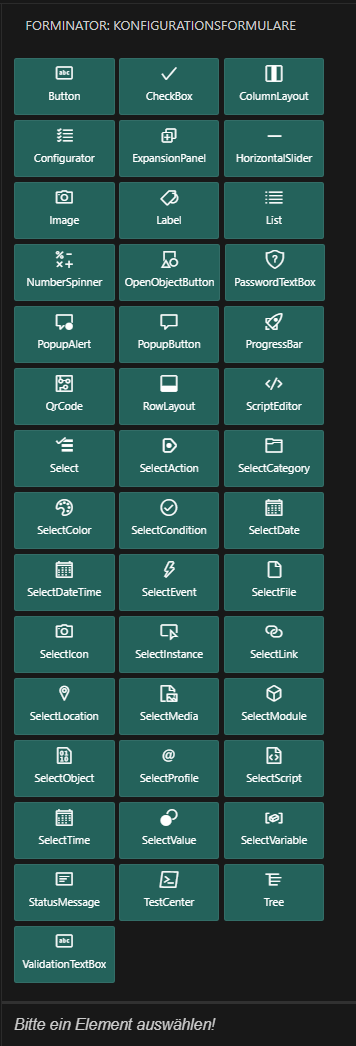 FORMINATOR: KONFIGURATIONSFORMULARE
Button CheckBox ColumnLayout
Configurator ExpansionPanel HorizontalSlider
Image Label List
NumberSpinner OpenObjectButton PasswordTextBox
PopupAlert PopupButton ProgressBar
QrCode RowLayout ScriptEditor
Select SelectAction SelectCategory
SelectColor SelectCondition SelectDate
SelectDateTime SelectEvent SelectFile
SelectIcon SelectInstance SelectLink
SelectLocation SelectMedia SelectModule
SelectObject SelectProfile SelectScript
SelectTime SelectValue SelectVariable
StatusMessage TestCenter Tree
ValidationTextBox
Bitte ein Element auswählen!